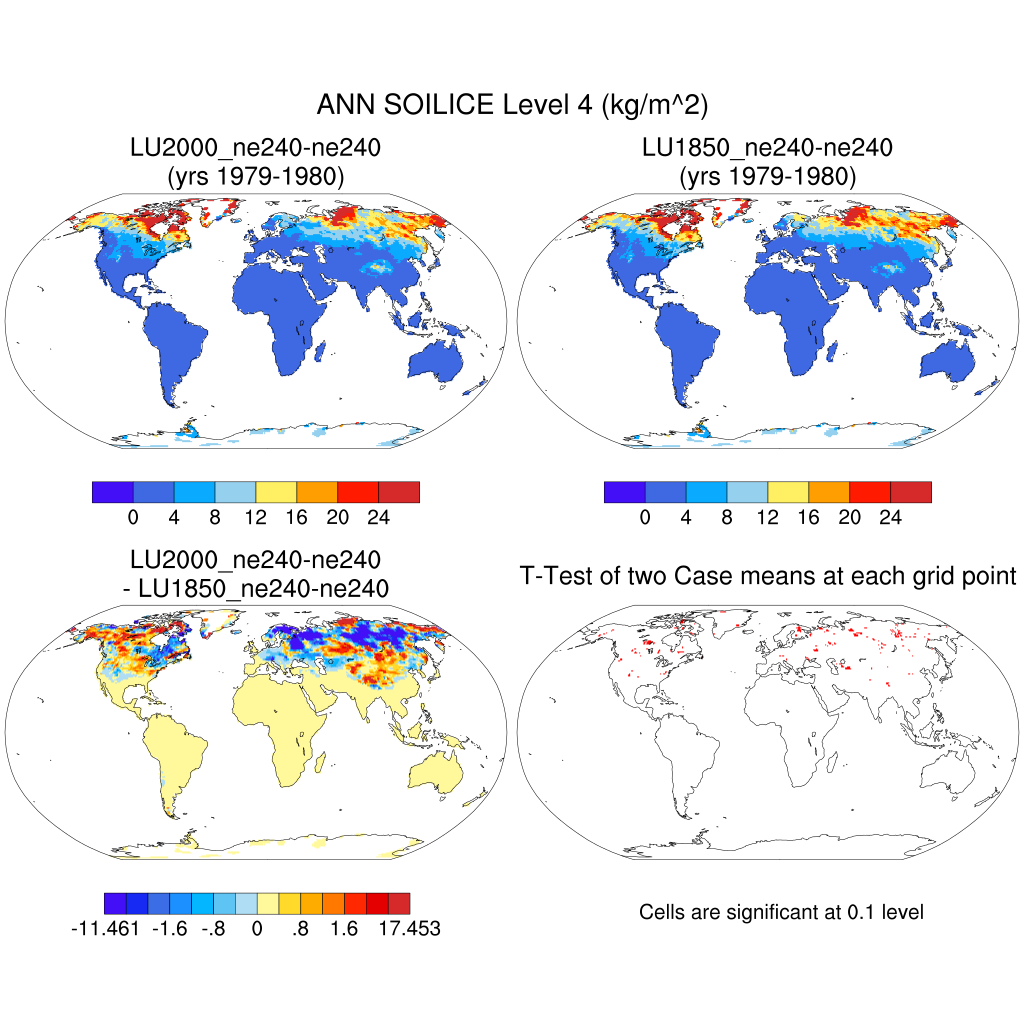 ANN SOILICE Level 4 (kg/m^2)
LU2000_ne240-ne240
(yrs 1979-1980)
LU1850_ne240-ne240
(yrs 1979-1980)
0 4 8 12 16 20 24
0 4 8 12 16 20 24
LU2000_ne240-ne240
- LU1850_ne240-ne240
T-Test of two Case means at each grid point
-11.461 -1.6 -.8 0 .8 1.6 17.453
Cells are significant at 0.1 level